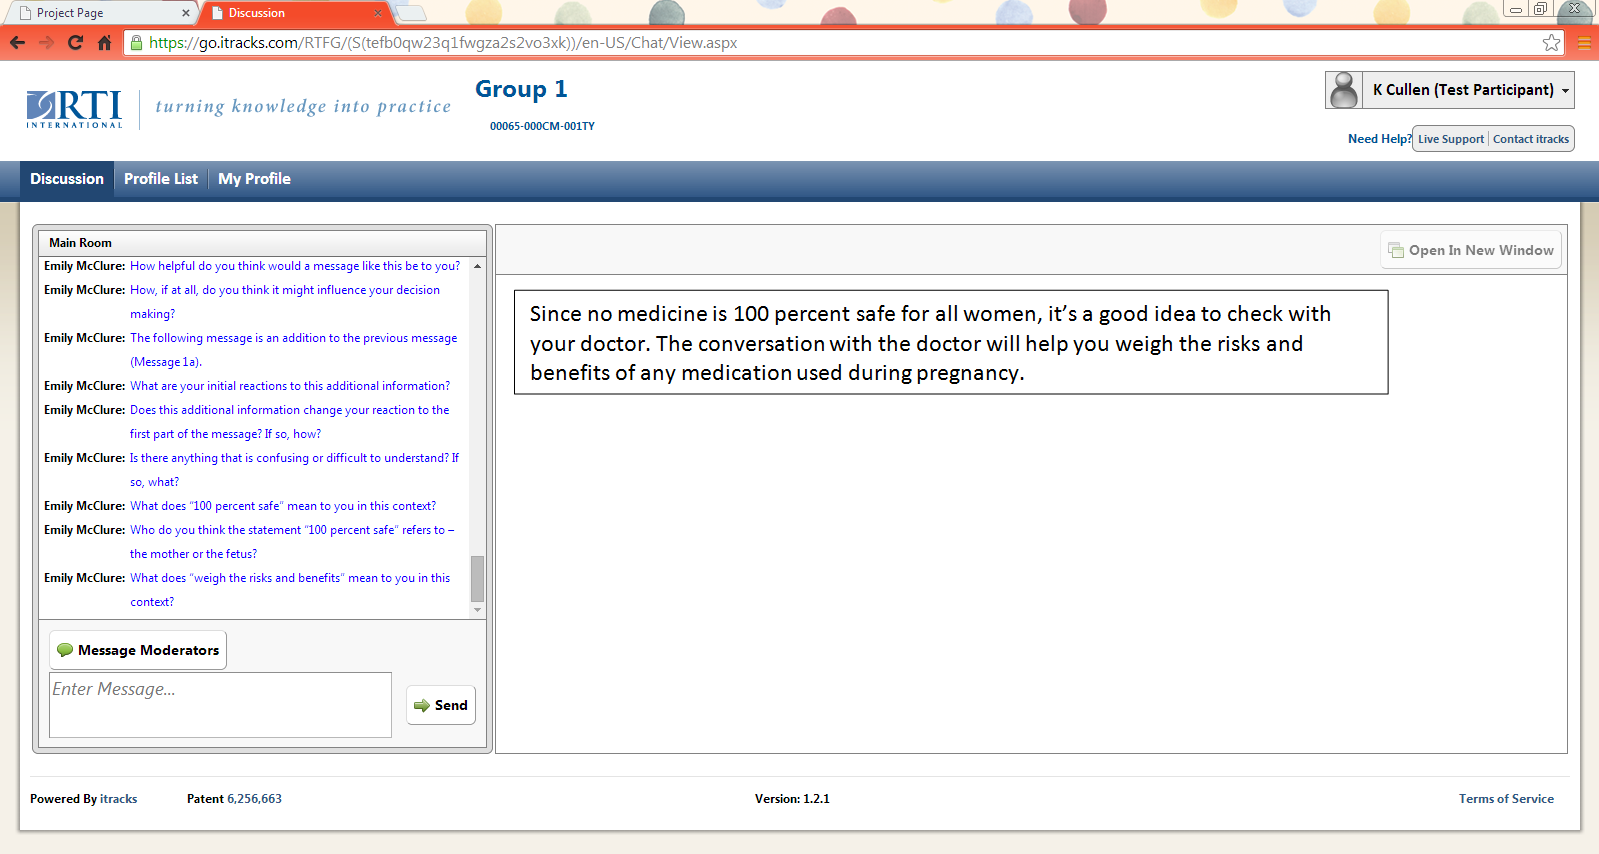 Project Page
Discussion
https://go.itracks.com/RTFG/(S(tefb0qw23q1fwgza2s2vo3xk))/en-US/Chat/View.aspx
RTI
INTERNATIONAL
turning knowledge into practice
Group 1
00065-000CM-001TY
K Cullen (Test Participant)
Need Help? Live Support Contact itracks
Discussion Profile List My Profile
Main Room
Emily McClure: How helpful do you think would a message like this be to you?
Emily McClure: How, if at all, do you think it might influence your decision
making?
Emily McClure: The following message is an addition to the previous message
(Message 1a).
Emily McClure: What are your initial reactions to this additional information?
Emily McClure: Does this additional information change your reaction to the
first part of the message? If so, how?
Emily McClure: Is there anything that is confusing or difficult to understand? If
so, what?
Emily McClure: What does "100 percent safe" mean to you in this context?
Emily McClure: Who do you think the statement "100 percent safe" refers to –
the mother or the fetus?
Emily McClure: What does "weigh the risks and benefits" mean to you in this
context?
Message Moderators
Enter Message...
Send
Open In New Window
Since no medicine is 100 percent safe for all women, it's a good idea to check with
your doctor. The conversation with the doctor will help you weigh the risks and
benefits of any medication used during pregnancy.
Powered By itracks
Patent 6,256,663
Version: 1.2.1
Terms of Service